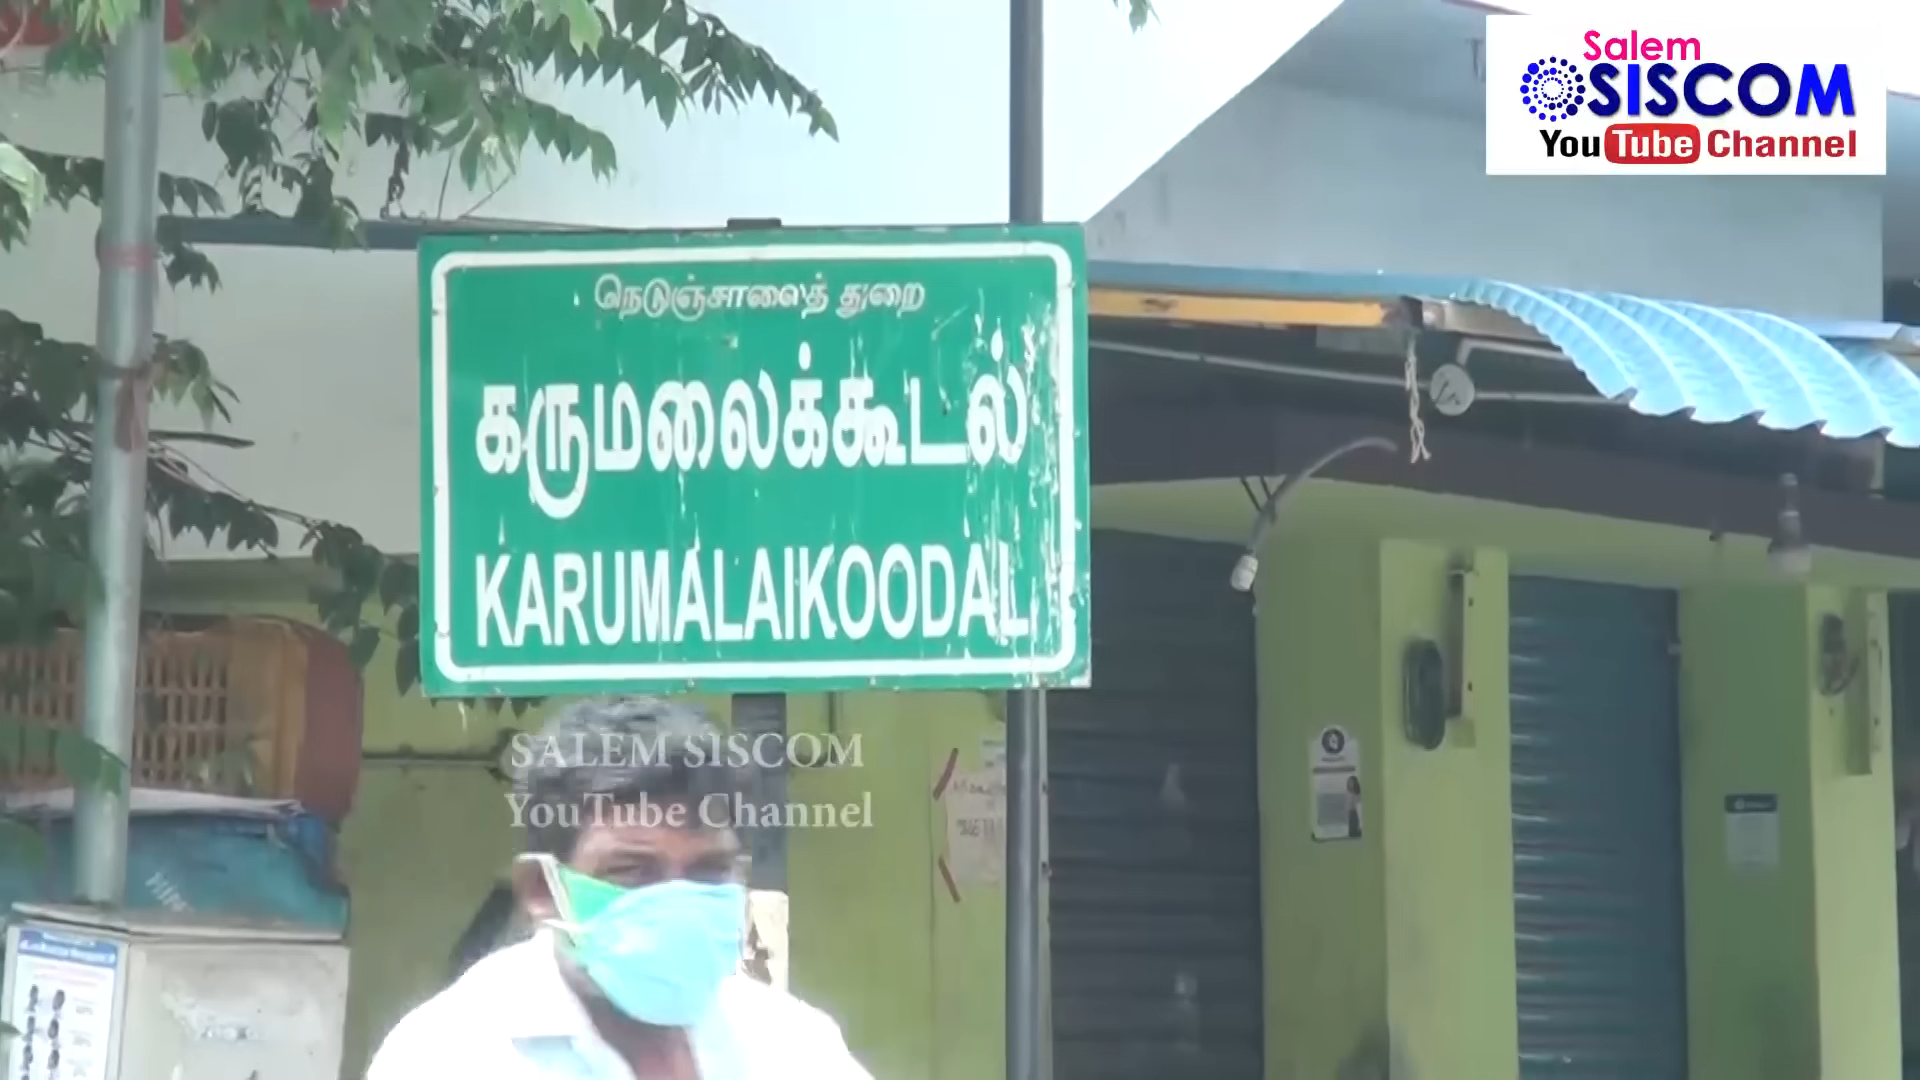 Salem
SISCOM
YouTube Channel
நெடுஞ்சாலைத் துறை
கருமலைக்கூடல்
KARUMALAIKOODAL
SALEM SISCOM
YouTube Channel